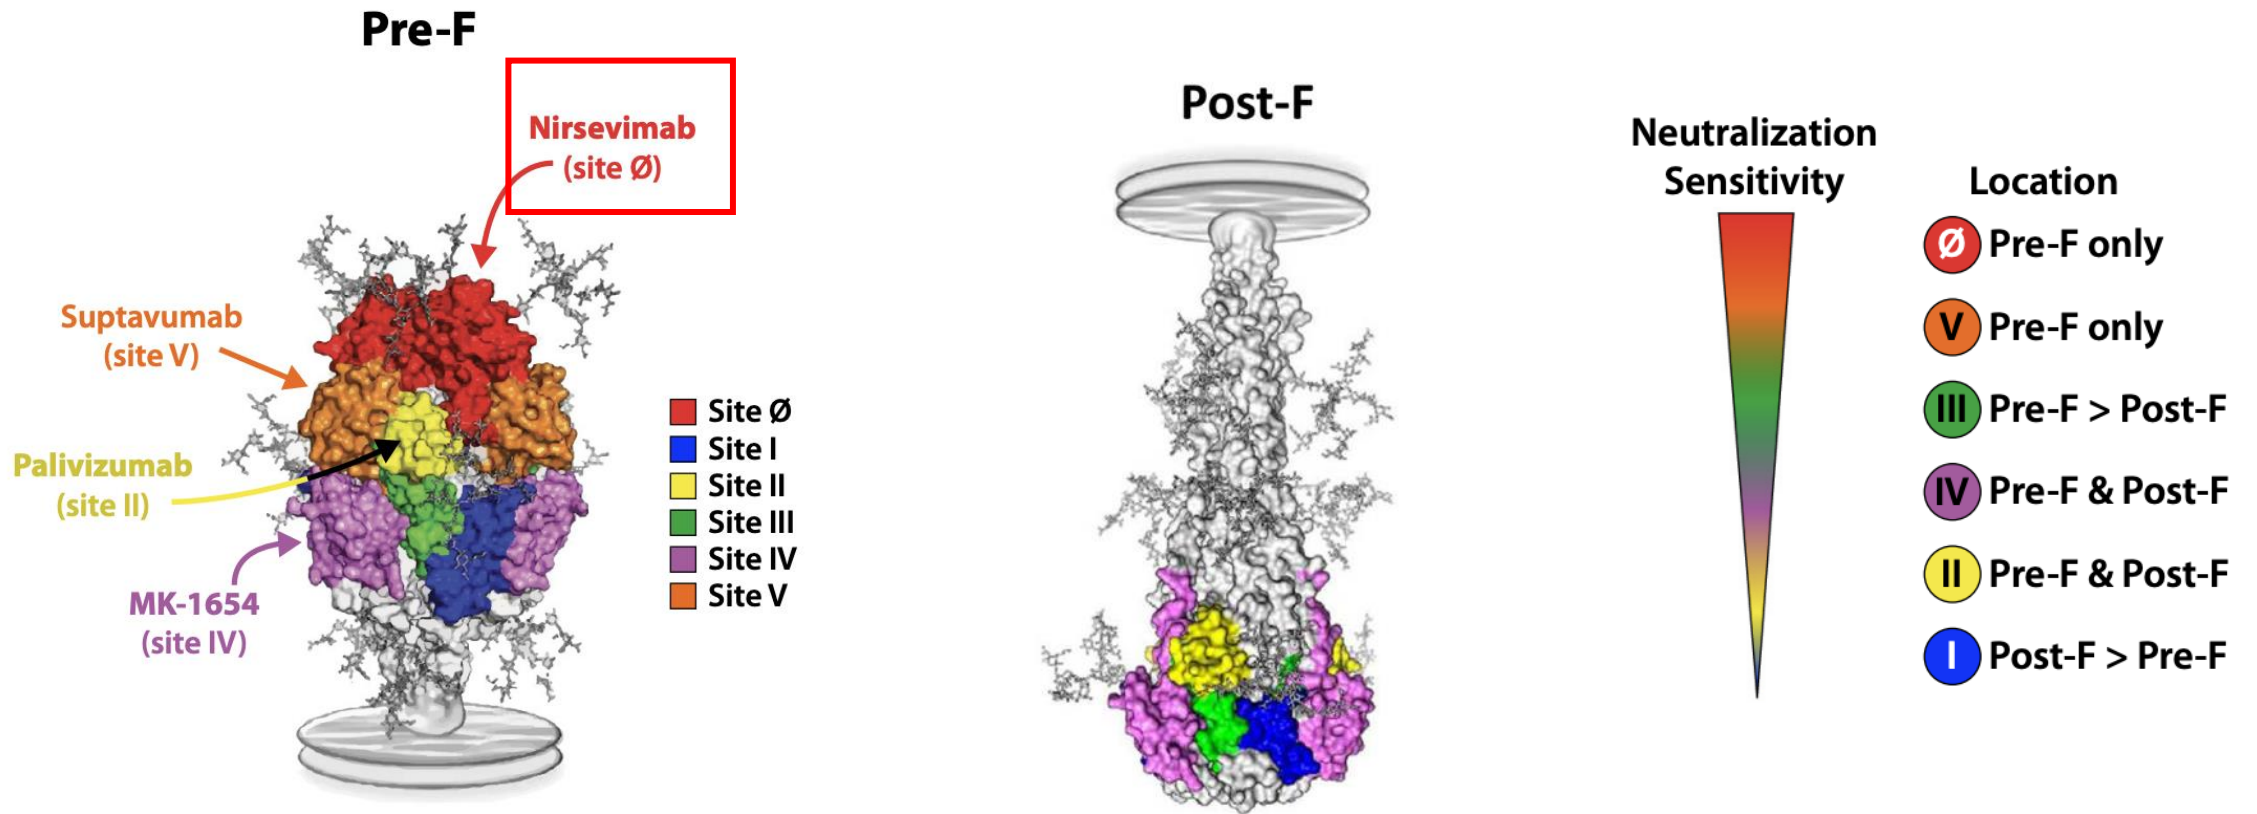 Pre-F
Nirsevimab
(site Ø)
Suptavumab
(site V)
Palivizumab
(site II)
MK-1654
(site IV)
Site Ø
Site I
Site II
Site III
Site IV
Site V
Post-F
Neutralization
Sensitivity
Location
Ø Pre-F only
V Pre-F only
III Pre-F > Post-F
IV Pre-F & Post-F
II Pre-F & Post-F
I Post-F > Pre-F